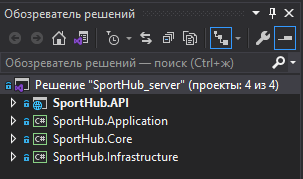 Обозреватель решений
Обозреватель решений — поиск (Ctrl+ж)
Решение "SportHub_server" (проекты: 4 из 4)
SportHub.API
C# SportHub.Application
C# SportHub.Core
C# SportHub.Infrastructure